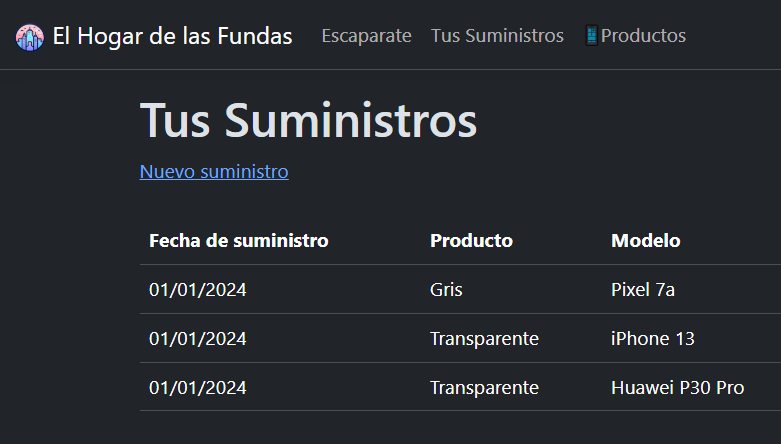 El Hogar de las Fundas Escaparate Tus Suministros Productos
Tus Suministros
Nuevo suministro
Fecha de suministro Producto Modelo
01/01/2024 Gris Pixel 7a
01/01/2024 Transparente iPhone 13
01/01/2024 Transparente Huawei P30 Pro